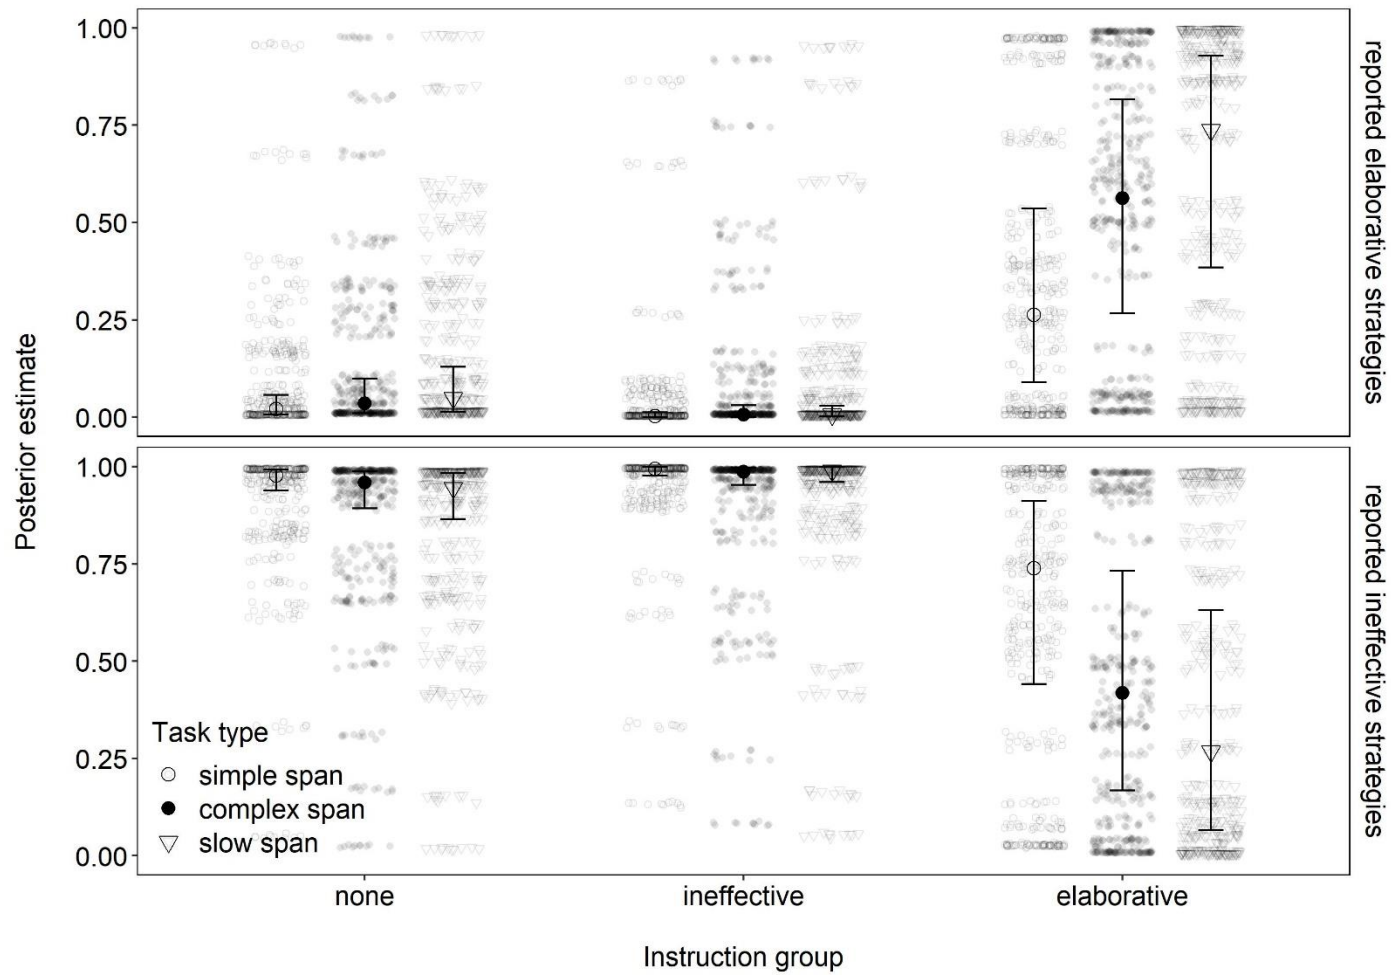 1.00
0.75
0.50
0.25
0.00
reported elaborative strategies
Posterior estimate
1.00
0.75
0.50
0.25
0.00
reported ineffective strategies
Task type
simple span
complex span
slow span
none
ineffective
elaborative
Instruction group